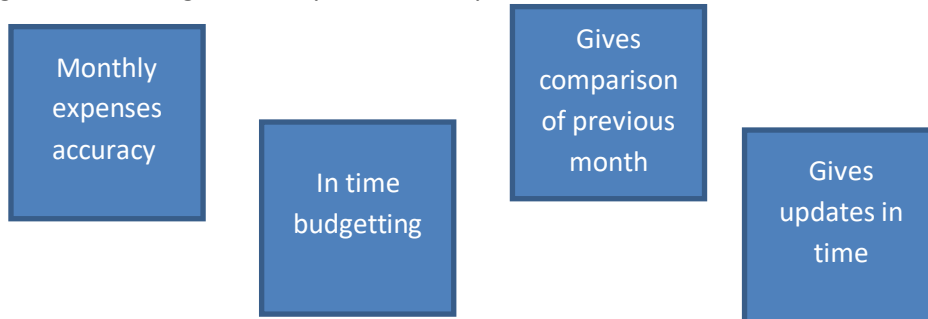 Monthly
expenses
accuracy
In time
budgetting
Gives
comparison
of previous
month
Gives
updates in
time